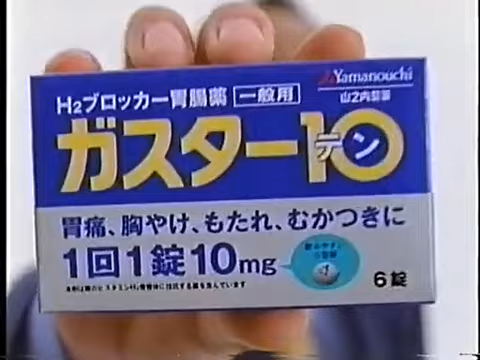 Yamanouchi
山之内製薬
H2ブロッカー胃腸薬 一般用
ガスター10
テン
胃痛、胸やけ、もたれ、むかつきに
1回1錠10mg
6錠